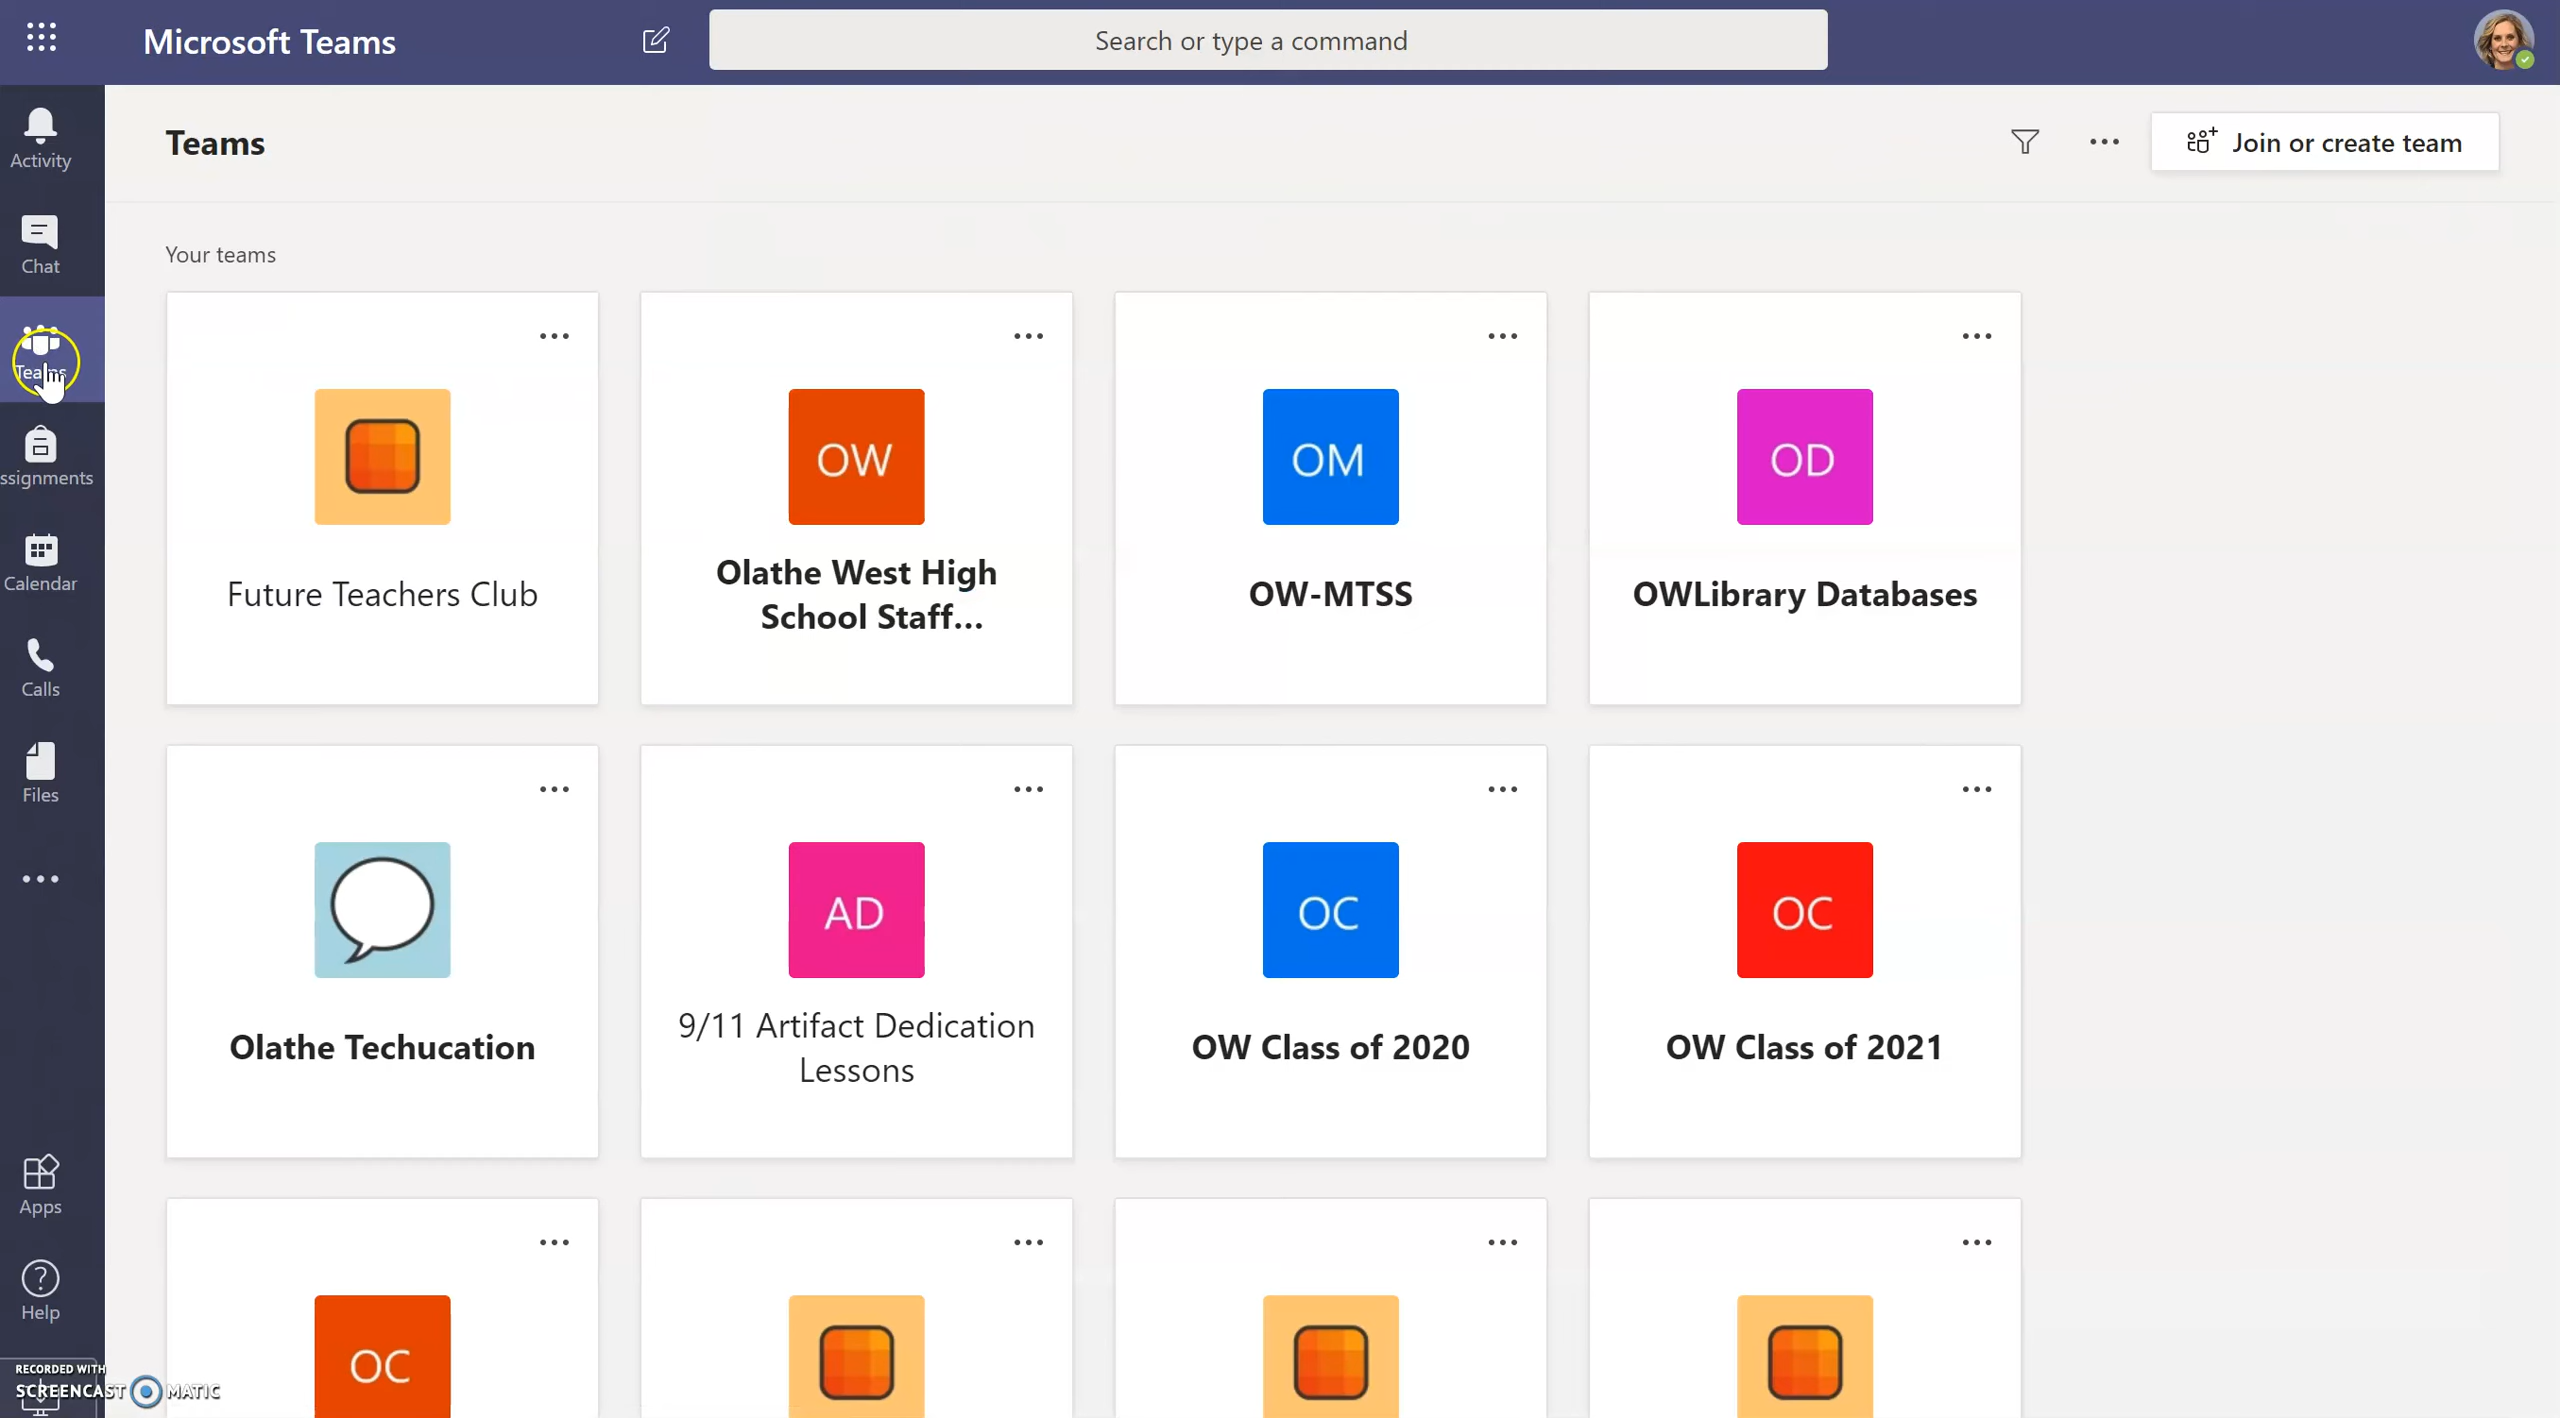 Microsoft Teams
Search or type a command
Activity
Chat
Teams
ssignments
Calendar
Calls
Files
Apps
Help
Teams
Join or create team
Your teams
Future Teachers Club
OW
Olathe West High
School Staff...
OM
OW-MTSS
OD
OWLibrary Databases
Olathe Techucation
AD
9/11 Artifact Dedication
Lessons
OC
OW Class of 2020
OC
OW Class of 2021
OC
RECORDED WITH
SCREENCAST MATIC